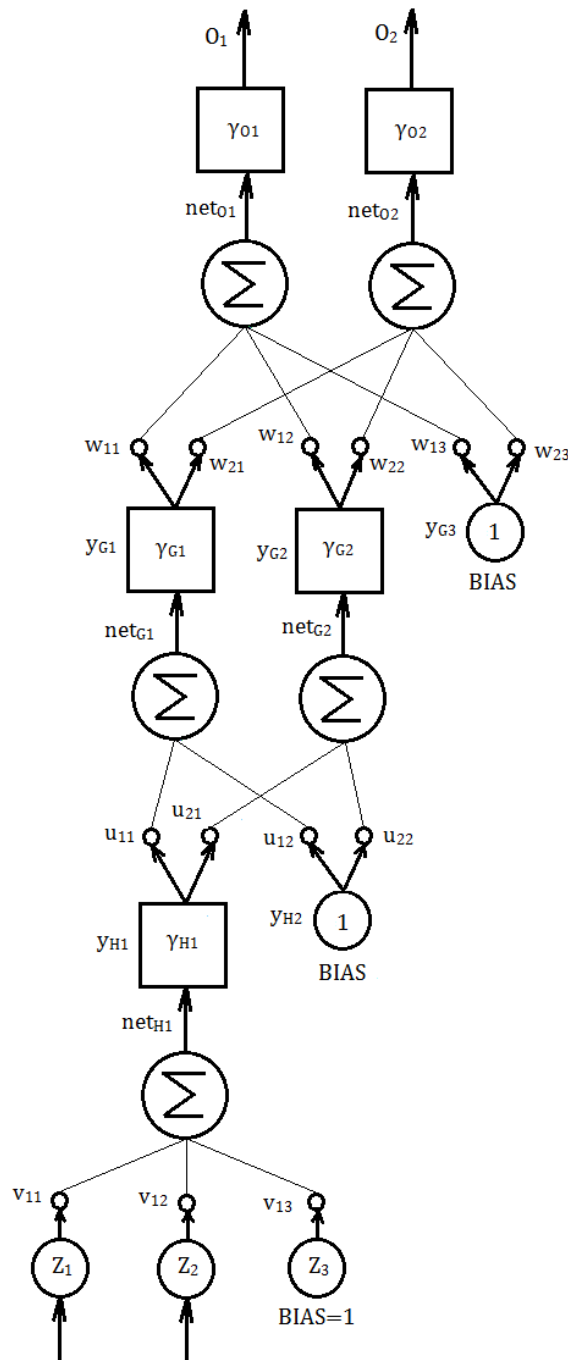 O₁ O₂
γO1 γO2
netO1 netO2
Σ Σ
w₁₁ w₂₁ w₁₂ w₂₂ w₁₃ w₂₃
yG1 γG1 yG2 γG2 yG3 1
BIAS
netG1 netG2
Σ Σ
u₁₁ u₂₁ u₁₂ u₂₂
yH1 γH1 yH2 1
BIAS
netH1
Σ
v₁₁ v₁₂ v₁₃
Z₁ Z₂ Z₃
BIAS=1